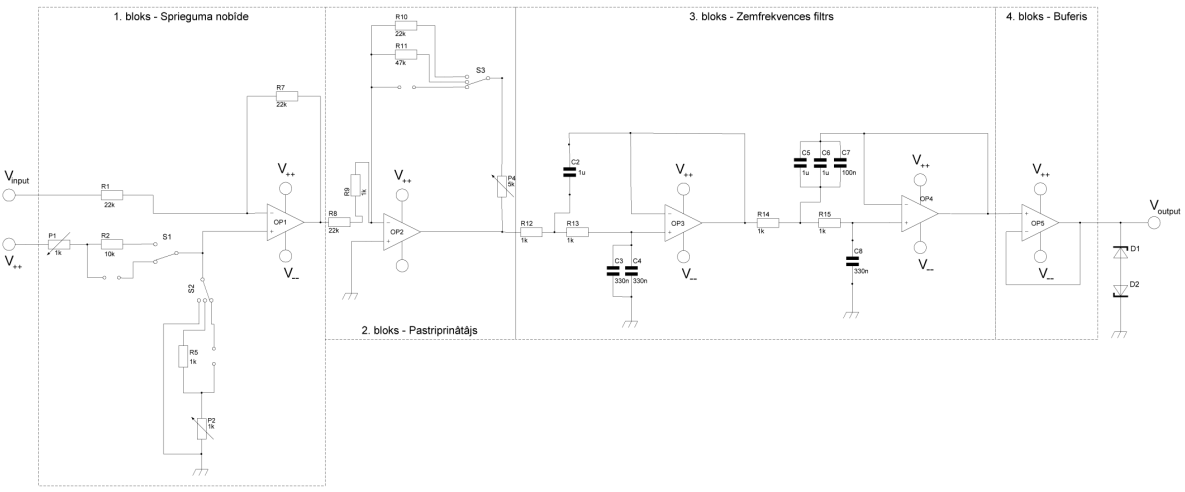 1. bloks - Sprieguma nobīde
3. bloks - Zemfrekvences filtrs
4. bloks - Buferis
R10
22k
R11
47k
S3
R7
22k
V++
V++
V++
V++
V++
Vinput
R1
22k
R9
1k
P4
5k
C2
1u
C5
1u
C6
1u
C7
100n
OP1
R8
22k
OP2
R12
1k
R13
1k
OP3
R14
1k
R15
1k
OP4
OP5
Voutput
P1
1k
R2
10k
S1
V++
V--
V--
V--
V--
C3
330n
C4
330n
C8
330n
D1
D2
S2
2. bloks - Pastriprinātājs
R5
1k
P2
1k